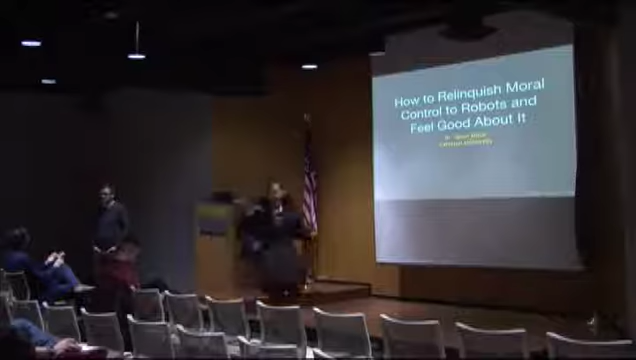 How to Relinquish Moral
Control to Robots and
Feel Good About It